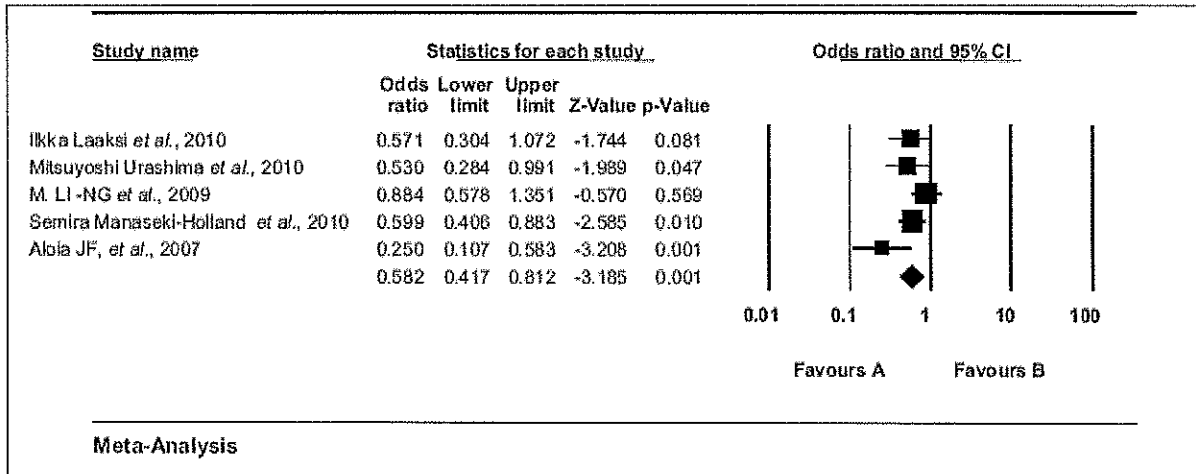 Study name Statistics for each study Odds ratio and 95% CI
Odds Lower Upper
ratio limit limit Z-Value p-Value
Ilkka Laaksi et al., 2010 0.571 0.304 1.072 -1.744 0.081
Mitsuyoshi Urashima et al., 2010 0.530 0.284 0.991 -1.989 0.047
M. LI -NG et al., 2009 0.884 0.578 1.351 -0.570 0.569
Semira Manaseki-Holland et al., 2010 0.599 0.406 0.883 -2.585 0.010
Aloia JF, et al., 2007 0.250 0.107 0.583 -3.208 0.001
0.582 0.417 0.812 -3.185 0.001
0.01 0.1 1 10 100
Favours A Favours B
Meta-Analysis